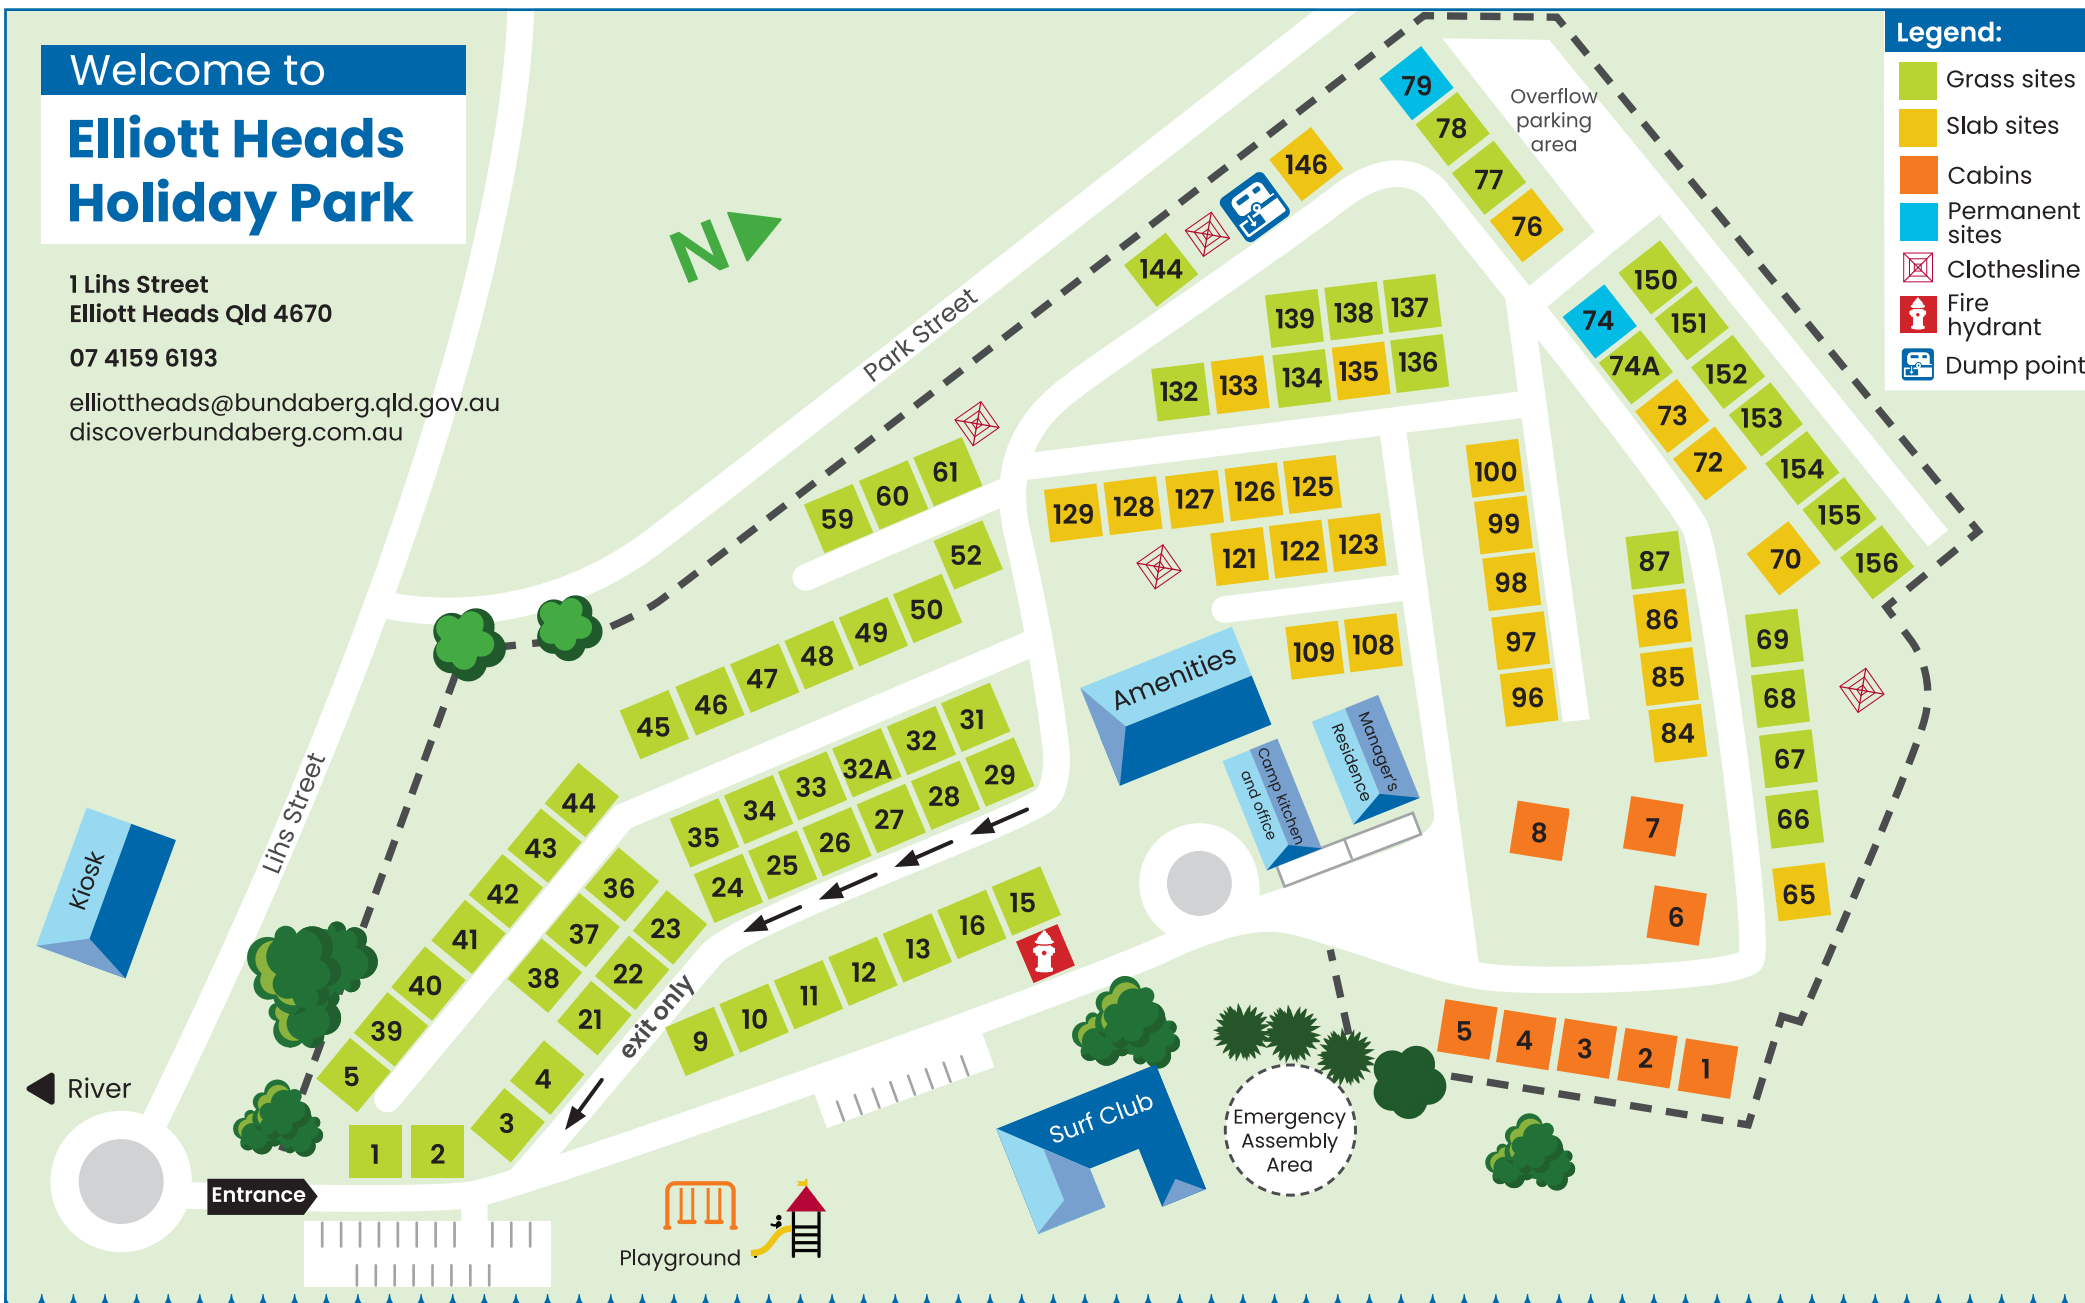 Welcome to
Elliott Heads
Holiday Park
1 Lihs Street
Elliott Heads Qld 4670
07 4159 6193
elliottheads@bundaberg.qld.gov.au
discoverbundaberg.com.au
N
Legend:
Grass sites
Slab sites
Cabins
Permanent
sites
Clothesline
Fire
hydrant
Dump point
Overflow
parking
area
79
78
77
76
146
144
Park Street
139
138
137
132
133
134
135
136
150
151
152
153
154
155
156
74
74A
73
72
70
61
60
59
52
50
49
48
47
46
45
129
128
127
126
125
121
122
123
109
108
100
99
98
97
96
87
86
85
84
69
68
67
66
65
Amenities
Manager's
Residence
Camp kitchen
and office
31
32
32A
33
34
35
29
28
27
26
25
24
44
43
42
41
40
39
5
36
37
38
23
22
21
4
3
1
2
15
16
13
12
11
10
9
exit only
8
7
6
5
4
3
2
1
Lihs Street
Kiosk
River
Entrance
Playground
Surf Club
Emergency
Assembly
Area